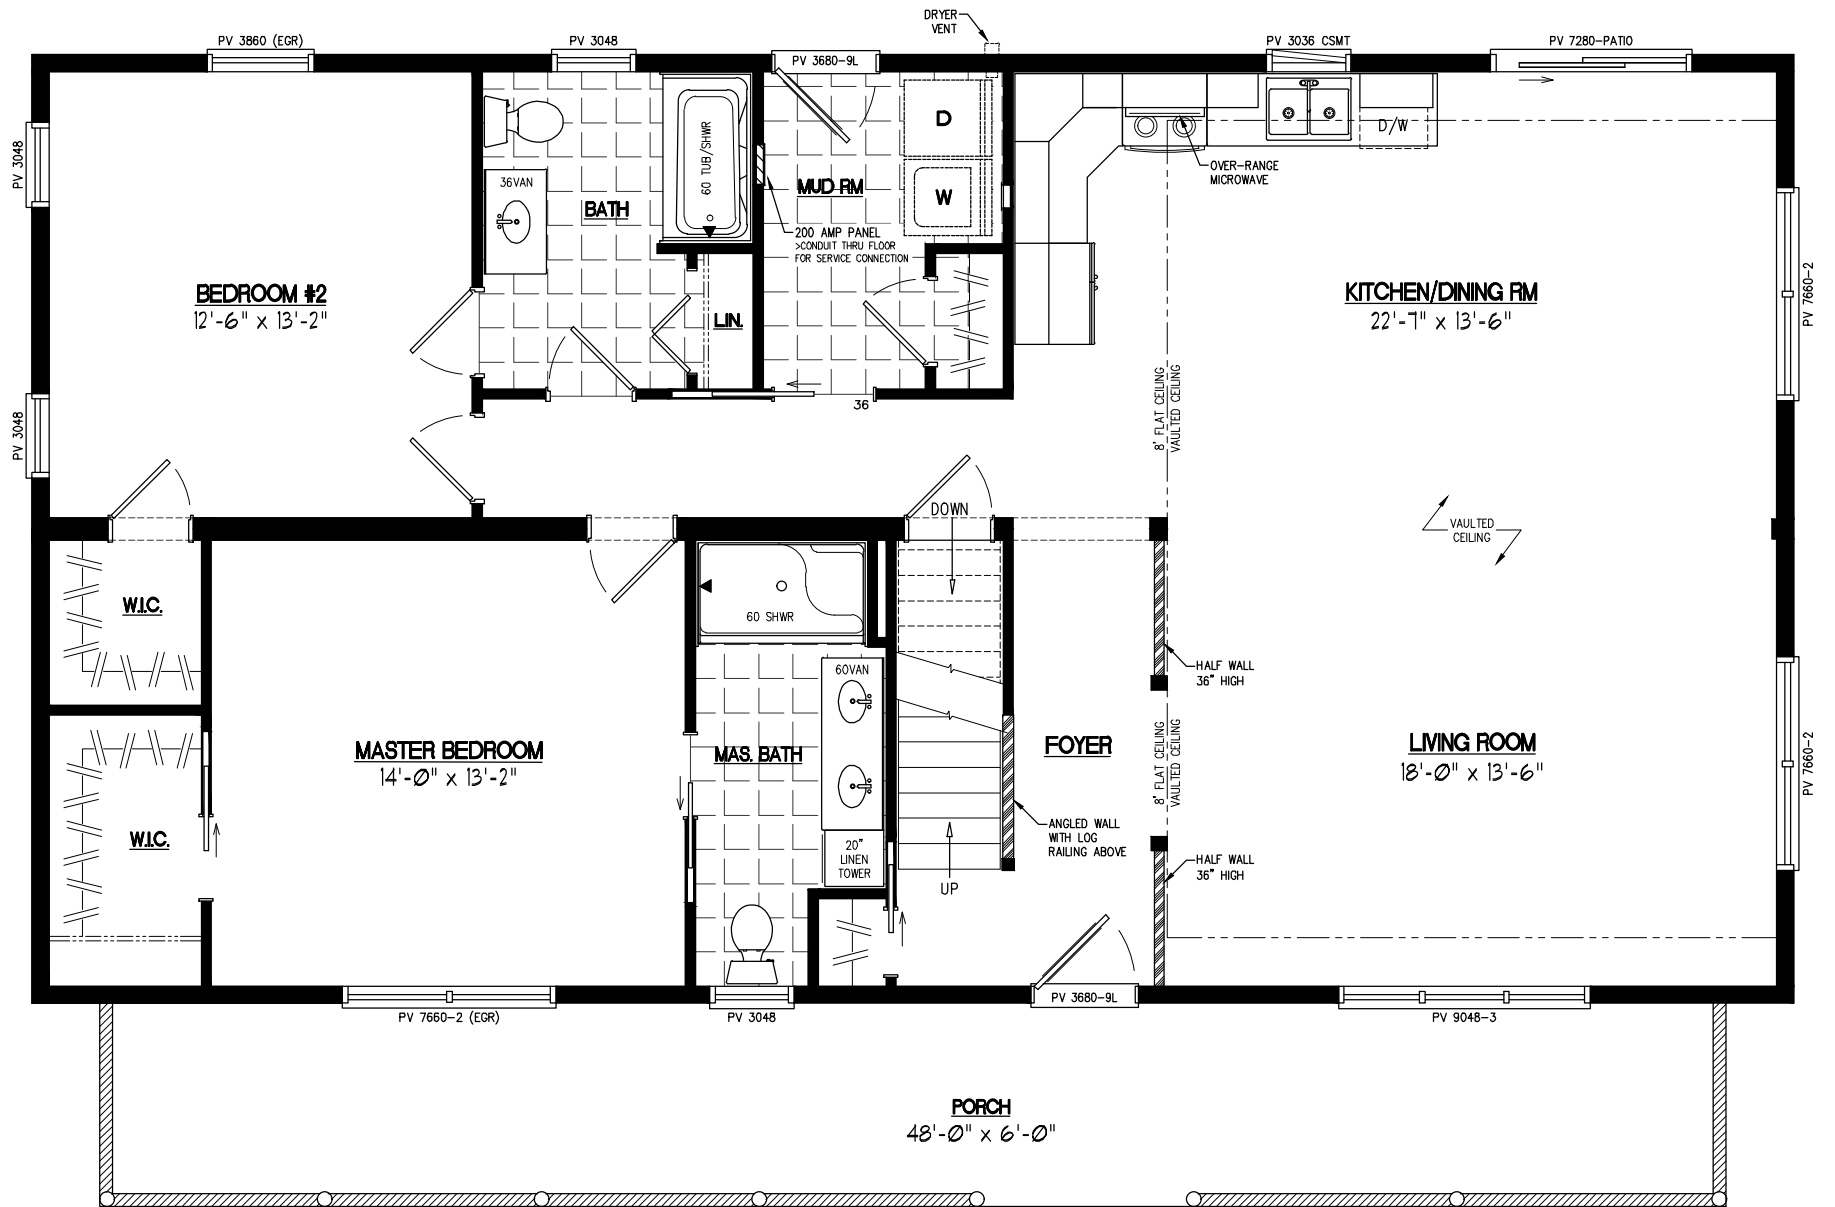 DRYER
VENT
PV 3860 (EGR)
PV 3048
PV 3680-9L
PV 3036 CSMT
PV 7280-PATIO
D
D/W
60 TUB/SHWR
PV 3048
OVER-RANGE
MICROWAVE
36VAN
MUD RM
W
BATH
200 AMP PANEL
>CONDUIT THRU FLOOR
FOR SERVICE CONNECTION
BEDROOM #2
12'-6" x 13'-2"
LIN.
KITCHEN/DINING RM
22'-7" x 13'-6"
PV 7660-2
36
8' FLAT CEILING
VAULTED CEILING
PV 3048
DOWN
VAULTED
CEILING
W.I.C.
60 SHWR
HALF WALL
36" HIGH
60VAN
MASTER BEDROOM
14'-0" x 13'-2"
MAS. BATH
FOYER
8' FLAT CEILING
VAULTED CEILING
LIVING ROOM
18'-0" x 13'-6"
PV 7660-2
W.I.C.
20"
LINEN
TOWER
ANGLED WALL
WITH LOG
RAILING ABOVE
UP
HALF WALL
36" HIGH
PV 7660-2 (EGR)
PV 3048
PV 3680-9L
PV 9048-3
PORCH
48'-0" x 6'-0"